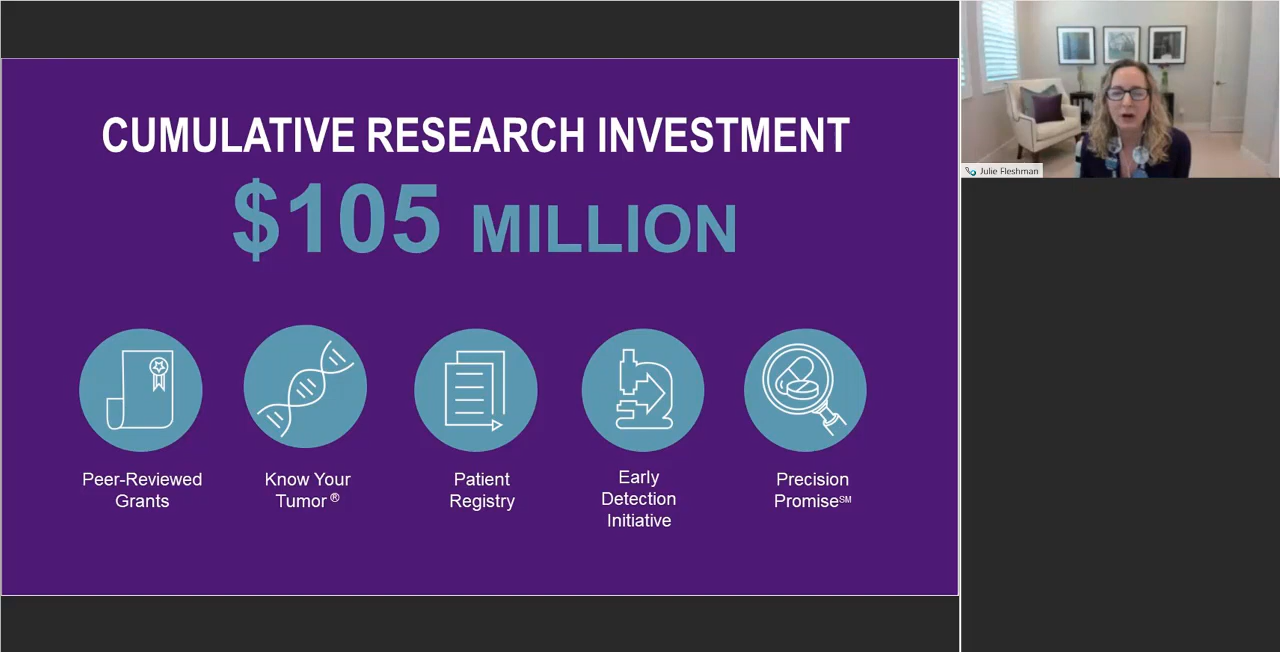 CUMULATIVE RESEARCH INVESTMENT
$105 MILLION
Peer-Reviewed
Grants
Know Your
Tumor ®
Patient
Registry
Early
Detection
Initiative
Precision
Promise℠
Julie Fleshman